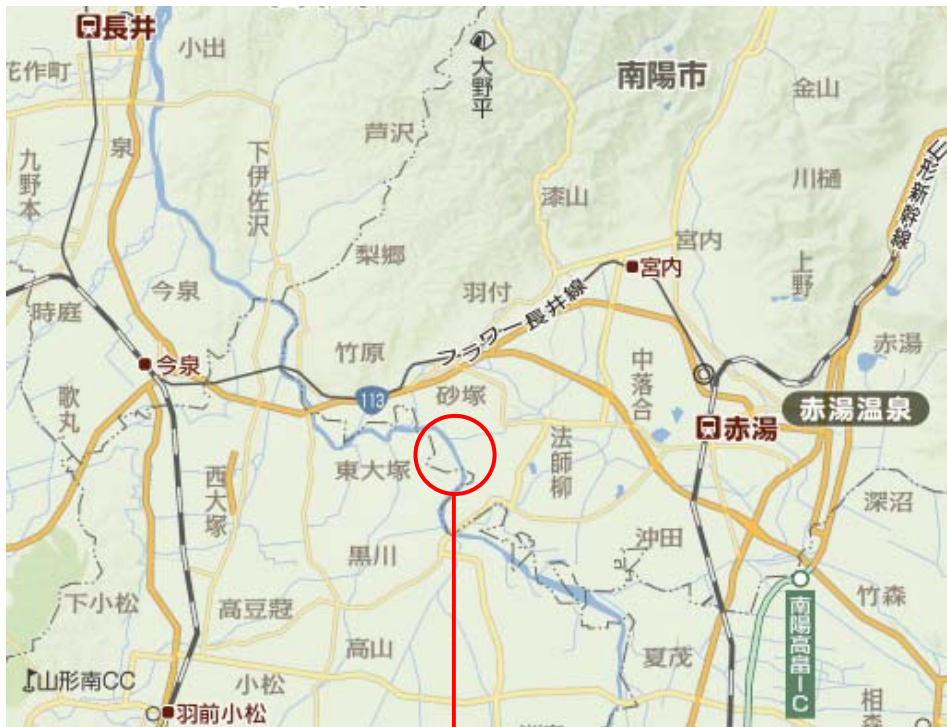 長井
小出
花作町
大野平
南陽市
金山
芦沢
泉
九野本
下伊佐沢
漆山
川樋
山形新幹線
梨郷
宮内
宮内
上野
今泉
羽付
フラワー長井線
時庭
赤湯
竹原
中落合
今泉
113
砂塚
歌丸
赤湯温泉
赤湯
法師柳
東大塚
西大塚
深沼
沖田
黒川
下小松
高豆蒄
竹森
南陽高畠IC
高山
夏茂
山形南CC
小松
羽前小松